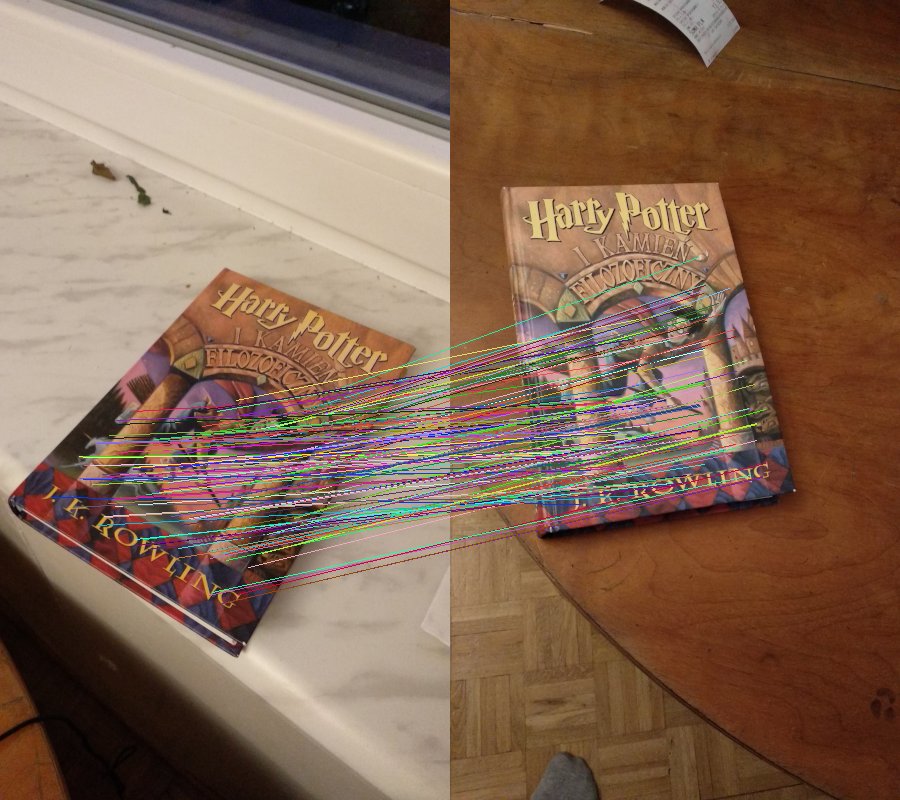 Harry Potter
I KAMIEŃ
FILOZOFICZNY
J. K. ROWLING
Harry Potter
I KAMIEŃ
FILOZOFICZNY
J. K. ROWLING